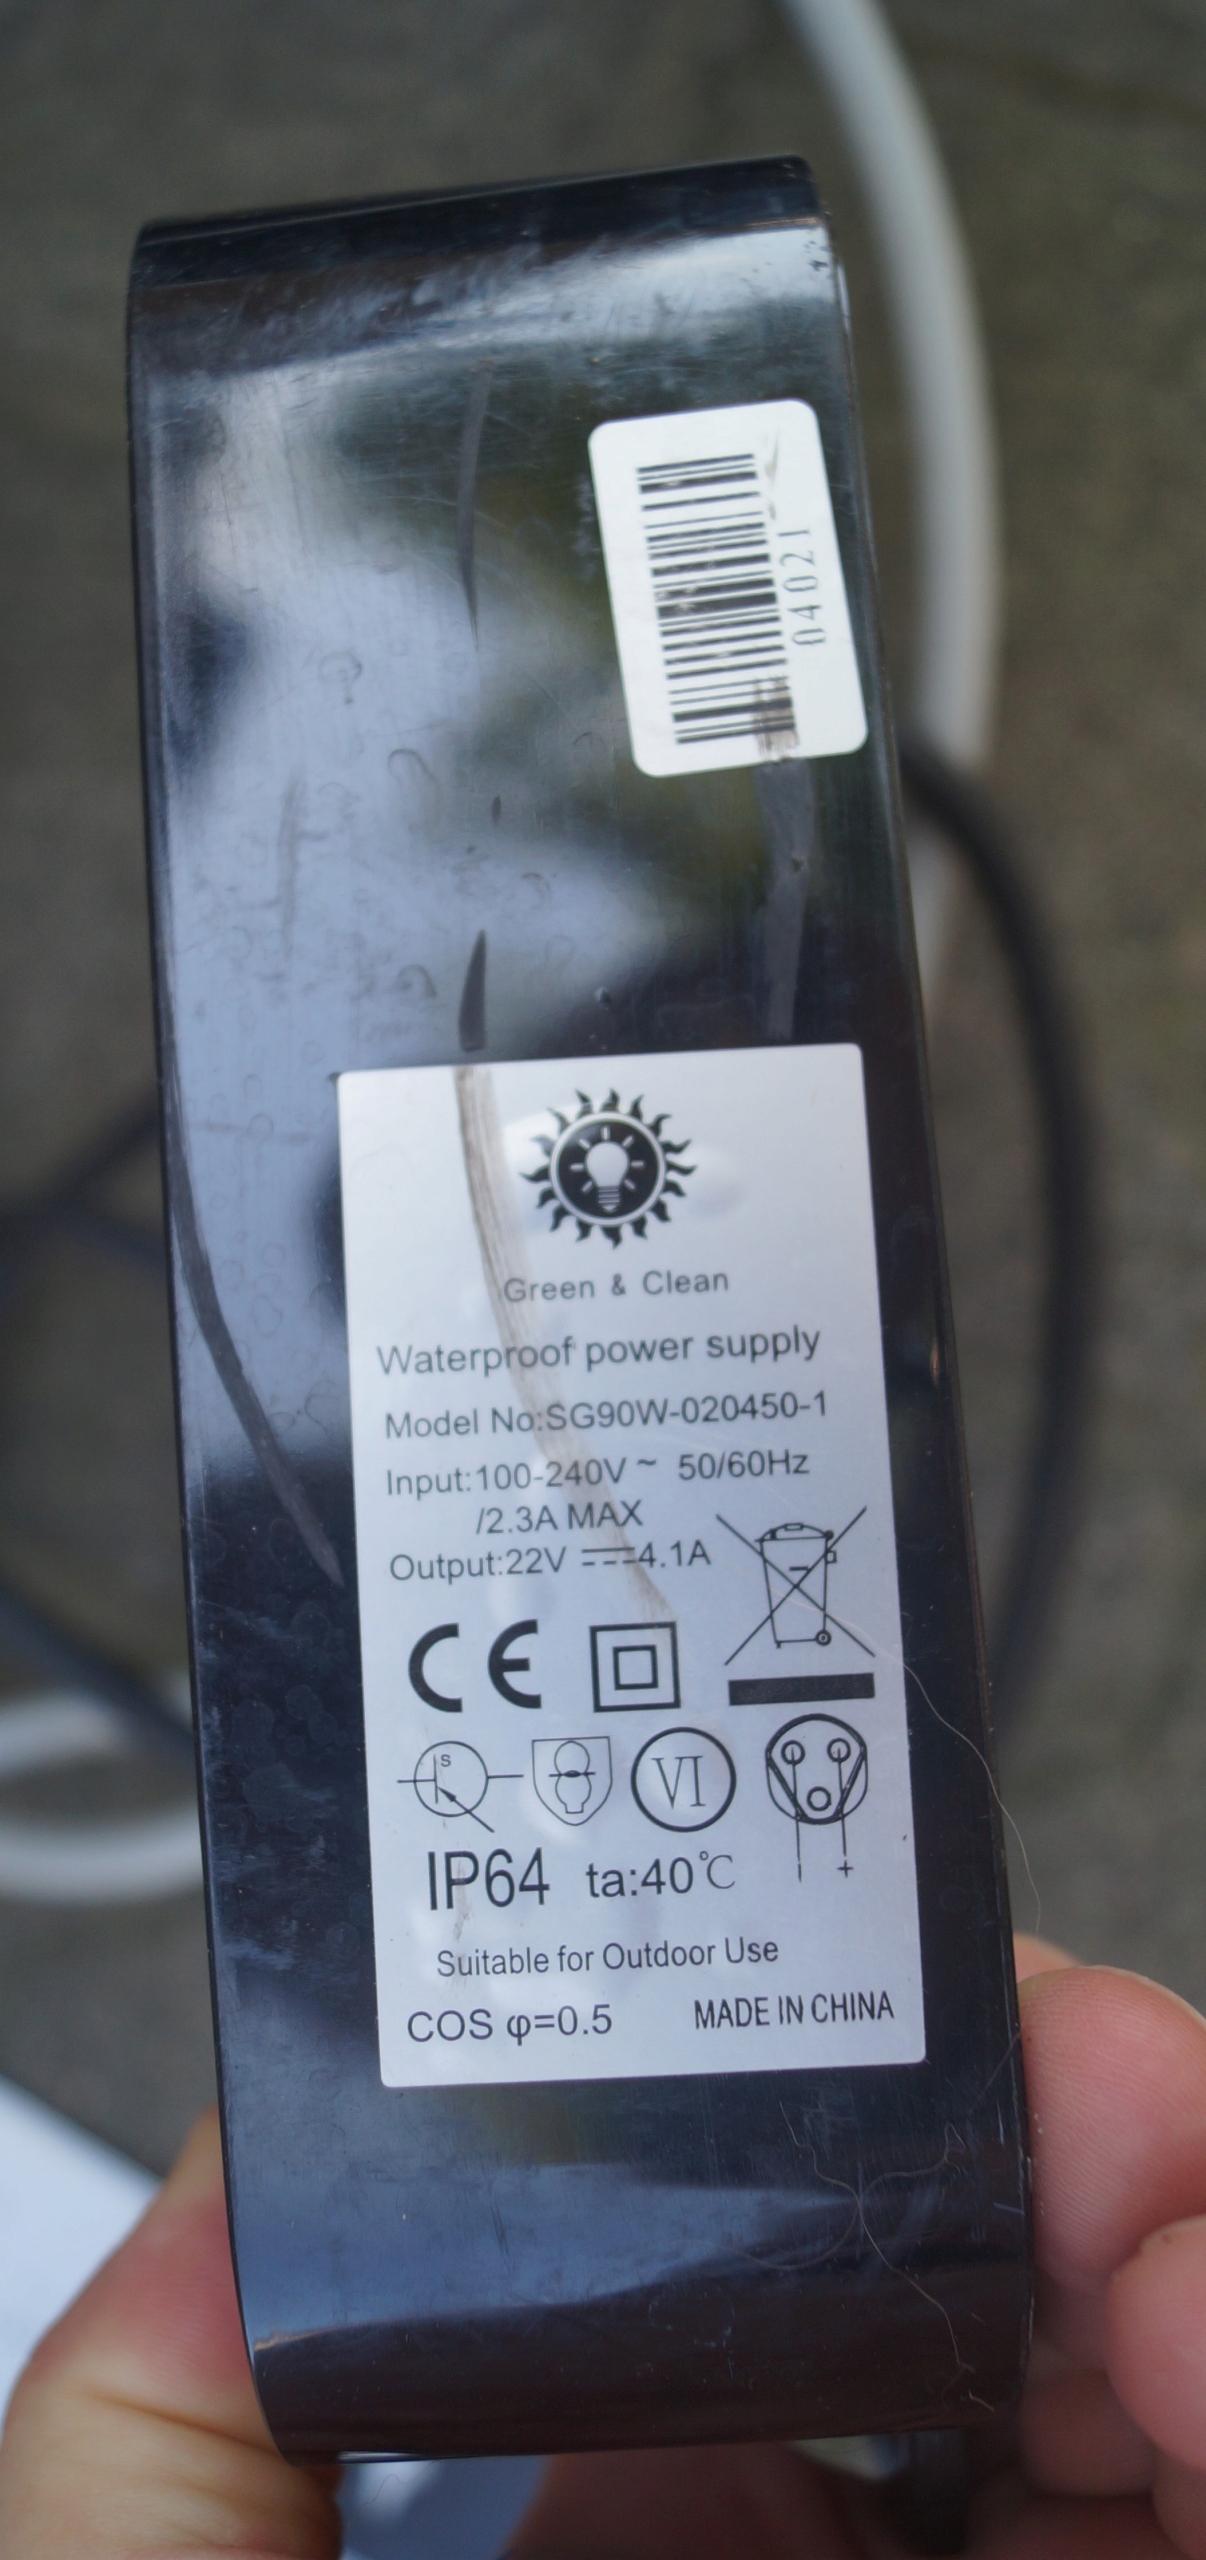 04021
Green & Clean
Waterproof power supply
Model No:SG90W-020450-1
Input:100-240V ~ 50/60Hz
/2.3A MAX
Output:22V ⎓4.1A
CE
S
VI
- +
IP64 ta:40℃
Suitable for Outdoor Use
COS φ=0.5 MADE IN CHINA